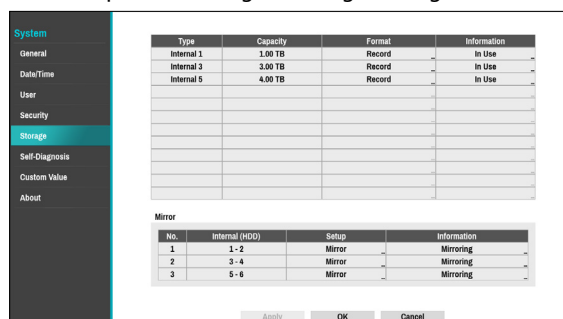 System
General
Date/Time
User
Security
Storage
Self-Diagnosis
Custom Value
About
Type Capacity Format Information
Internal 1 1.00 TB Record In Use
Internal 3 3.00 TB Record In Use
Internal 5 4.00 TB Record In Use
Mirror
No. Internal (HDD) Setup Information
1 1 - 2 Mirror Mirroring
2 3 - 4 Mirror Mirroring
3 5 - 6 Mirror Mirroring
Apply OK Cancel